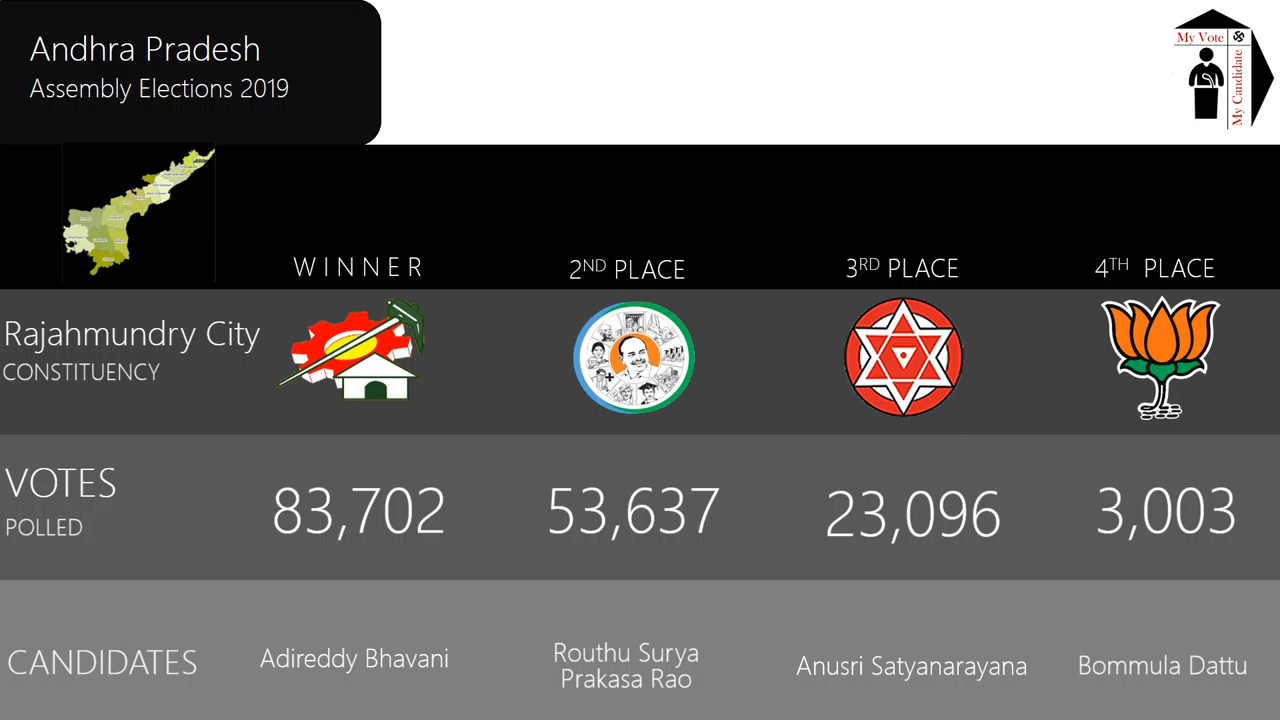 Andhra Pradesh
Assembly Elections 2019
My Vote
My Candidate
WINNER
2ND PLACE
3RD PLACE
4TH PLACE
Rajahmundry City
CONSTITUENCY
VOTES
POLLED
83,702
53,637
23,096
3,003
CANDIDATES
Adireddy Bhavani
Routhu Surya
Prakasa Rao
Anusri Satyanarayana
Bommula Dattu